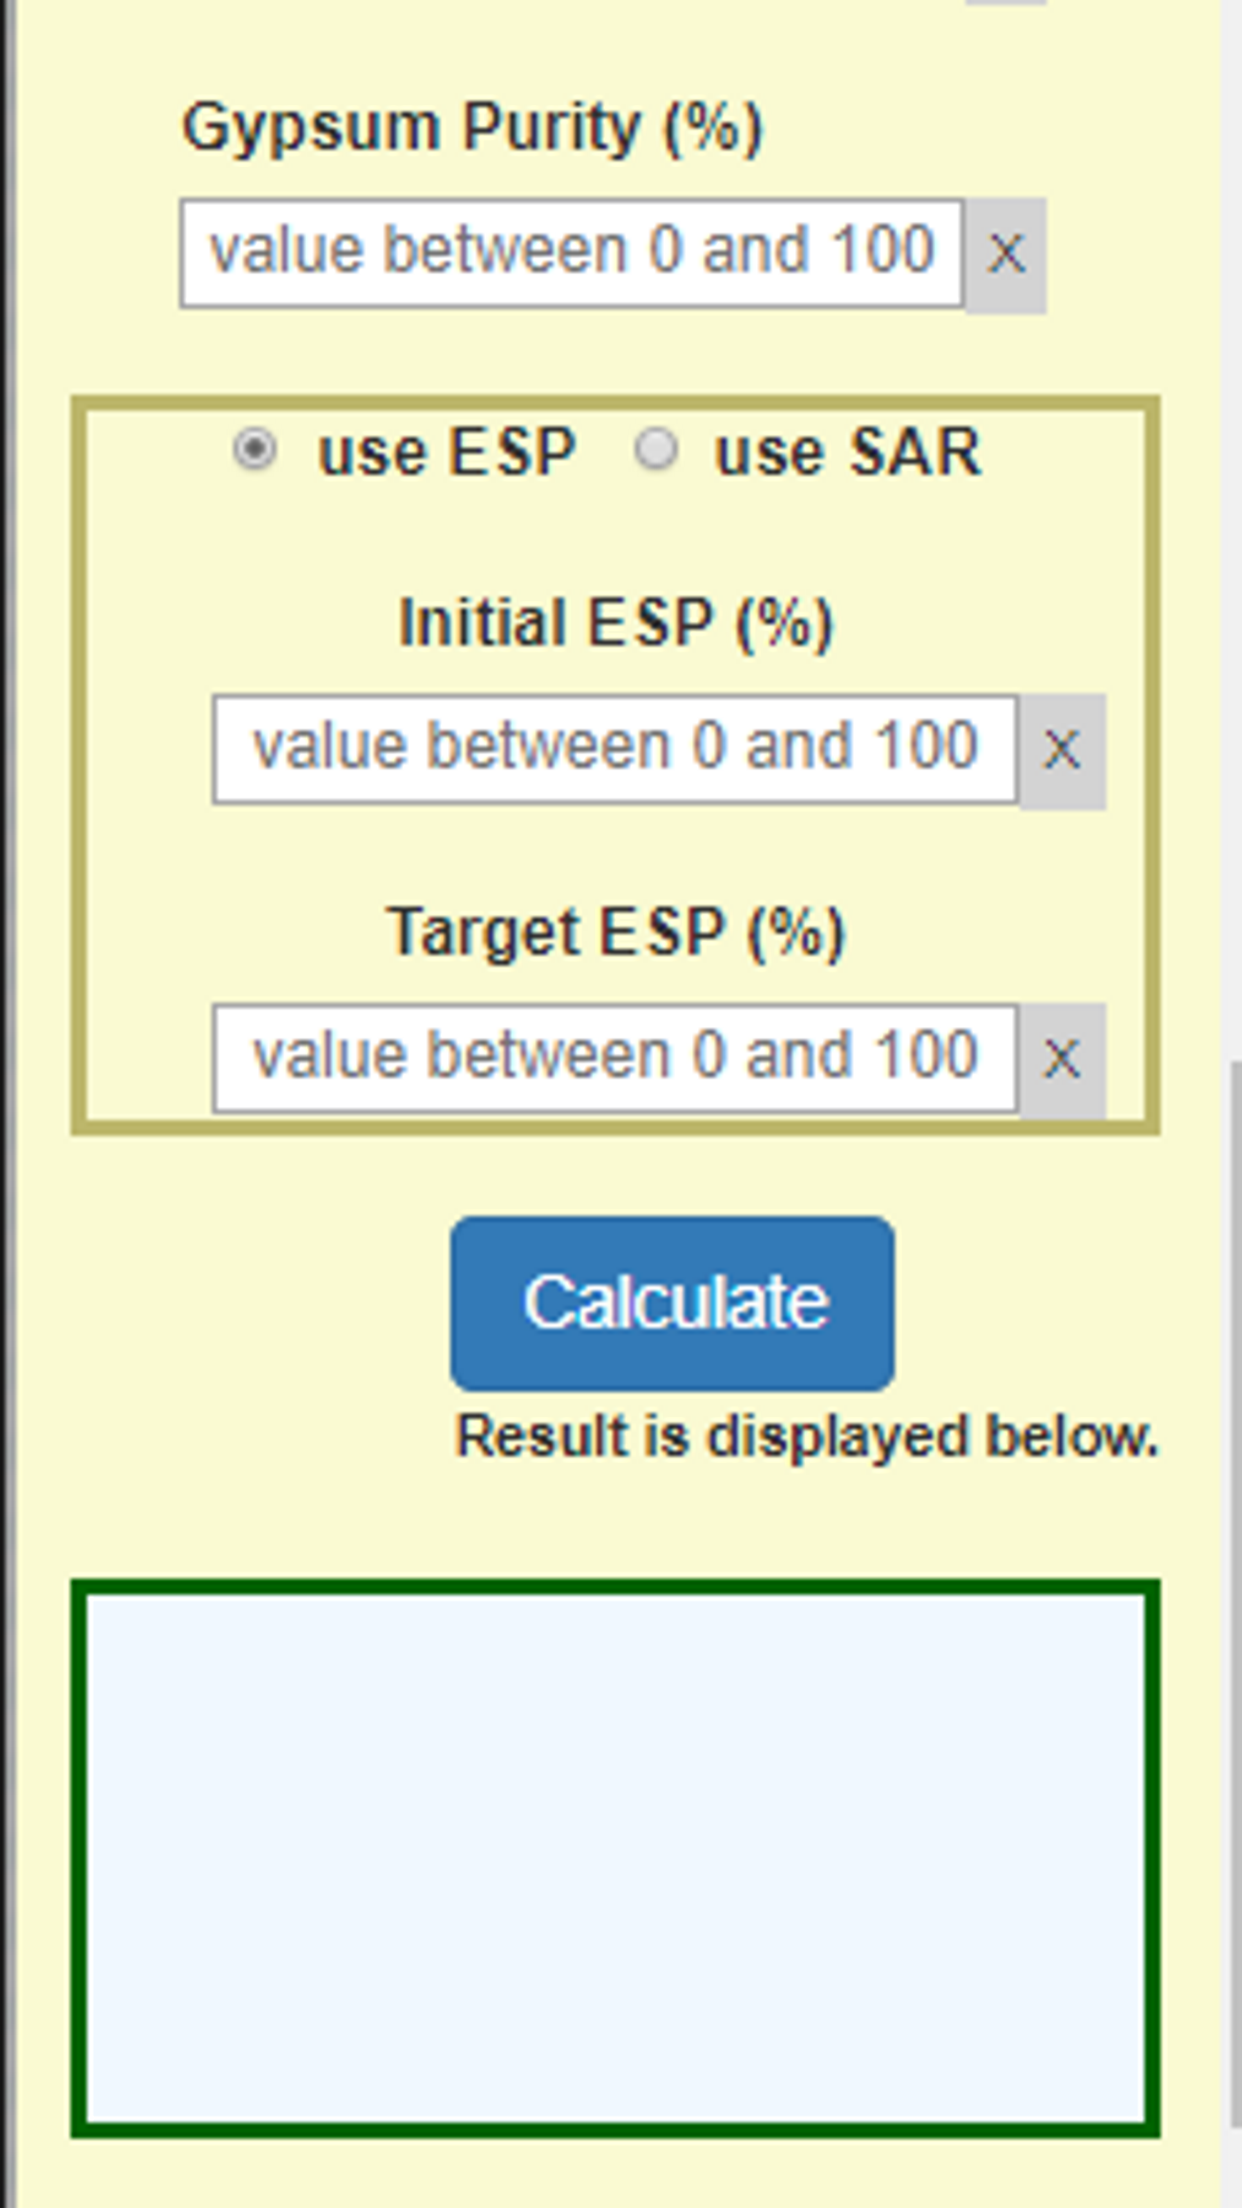 Gypsum Purity (%)
value between 0 and 100 x
use ESP use SAR
Initial ESP (%)
value between 0 and 100 x
Target ESP (%)
value between 0 and 100 x
Calculate
Result is displayed below.